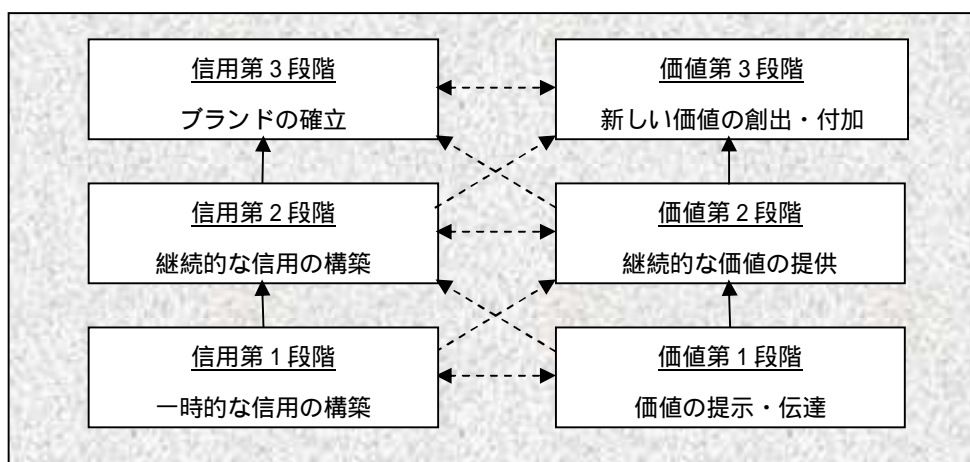 信用第３段階
ブランドの確立
価値第３段階
新しい価値の創出・付加
信用第２段階
継続的な信用の構築
価値第２段階
継続的な価値の提供
信用第１段階
一時的な信用の構築
価値第１段階
価値の提示・伝達